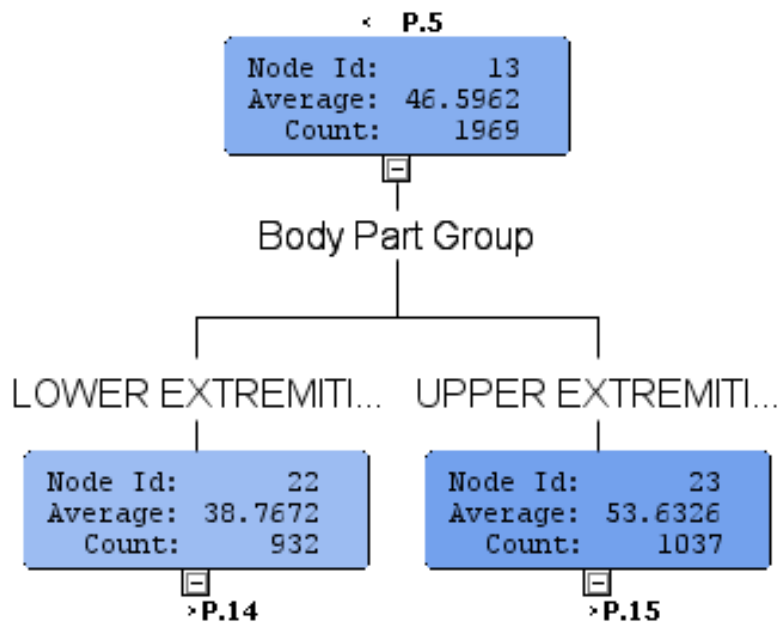 < P.5
Node Id: 13
Average: 46.5962
Count: 1969
Body Part Group
LOWER EXTREMITI...
UPPER EXTREMITI...
Node Id: 22
Average: 38.7672
Count: 932
Node Id: 23
Average: 53.6326
Count: 1037
>P.14
>P.15